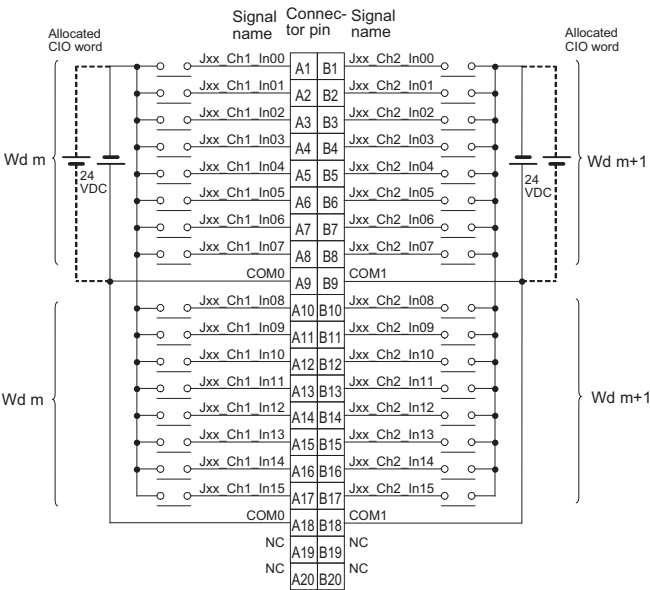 Signal name Connec- tor pin Signal name
Allocated CIO word Allocated CIO word
Jxx_Ch1_In00 A1 B1 Jxx_Ch2_In00
Jxx_Ch1_In01 A2 B2 Jxx_Ch2_In01
Jxx_Ch1_In02 A3 B3 Jxx_Ch2_In02
Jxx_Ch1_In03 A4 B4 Jxx_Ch2_In03
Wd m Wd m+1
Jxx_Ch1_In04 A5 B5 Jxx_Ch2_In04
24 VDC 24 VDC
Jxx_Ch1_In05 A6 B6 Jxx_Ch2_In05
Jxx_Ch1_In06 A7 B7 Jxx_Ch2_In06
Jxx_Ch1_In07 A8 B8 Jxx_Ch2_In07
COM0 A9 B9 COM1
Jxx_Ch1_In08 A10 B10 Jxx_Ch2_In08
Jxx_Ch1_In09 A11 B11 Jxx_Ch2_In09
Jxx_Ch1_In10 A12 B12 Jxx_Ch2_In10
Jxx_Ch1_In11 A13 B13 Jxx_Ch2_In11
Wd m Wd m+1
Jxx_Ch1_In12 A14 B14 Jxx_Ch2_In12
Jxx_Ch1_In13 A15 B15 Jxx_Ch2_In13
Jxx_Ch1_In14 A16 B16 Jxx_Ch2_In14
Jxx_Ch1_In15 A17 B17 Jxx_Ch2_In15
COM0 A18 B18 COM1
NC A19 B19 NC
NC A20 B20 NC